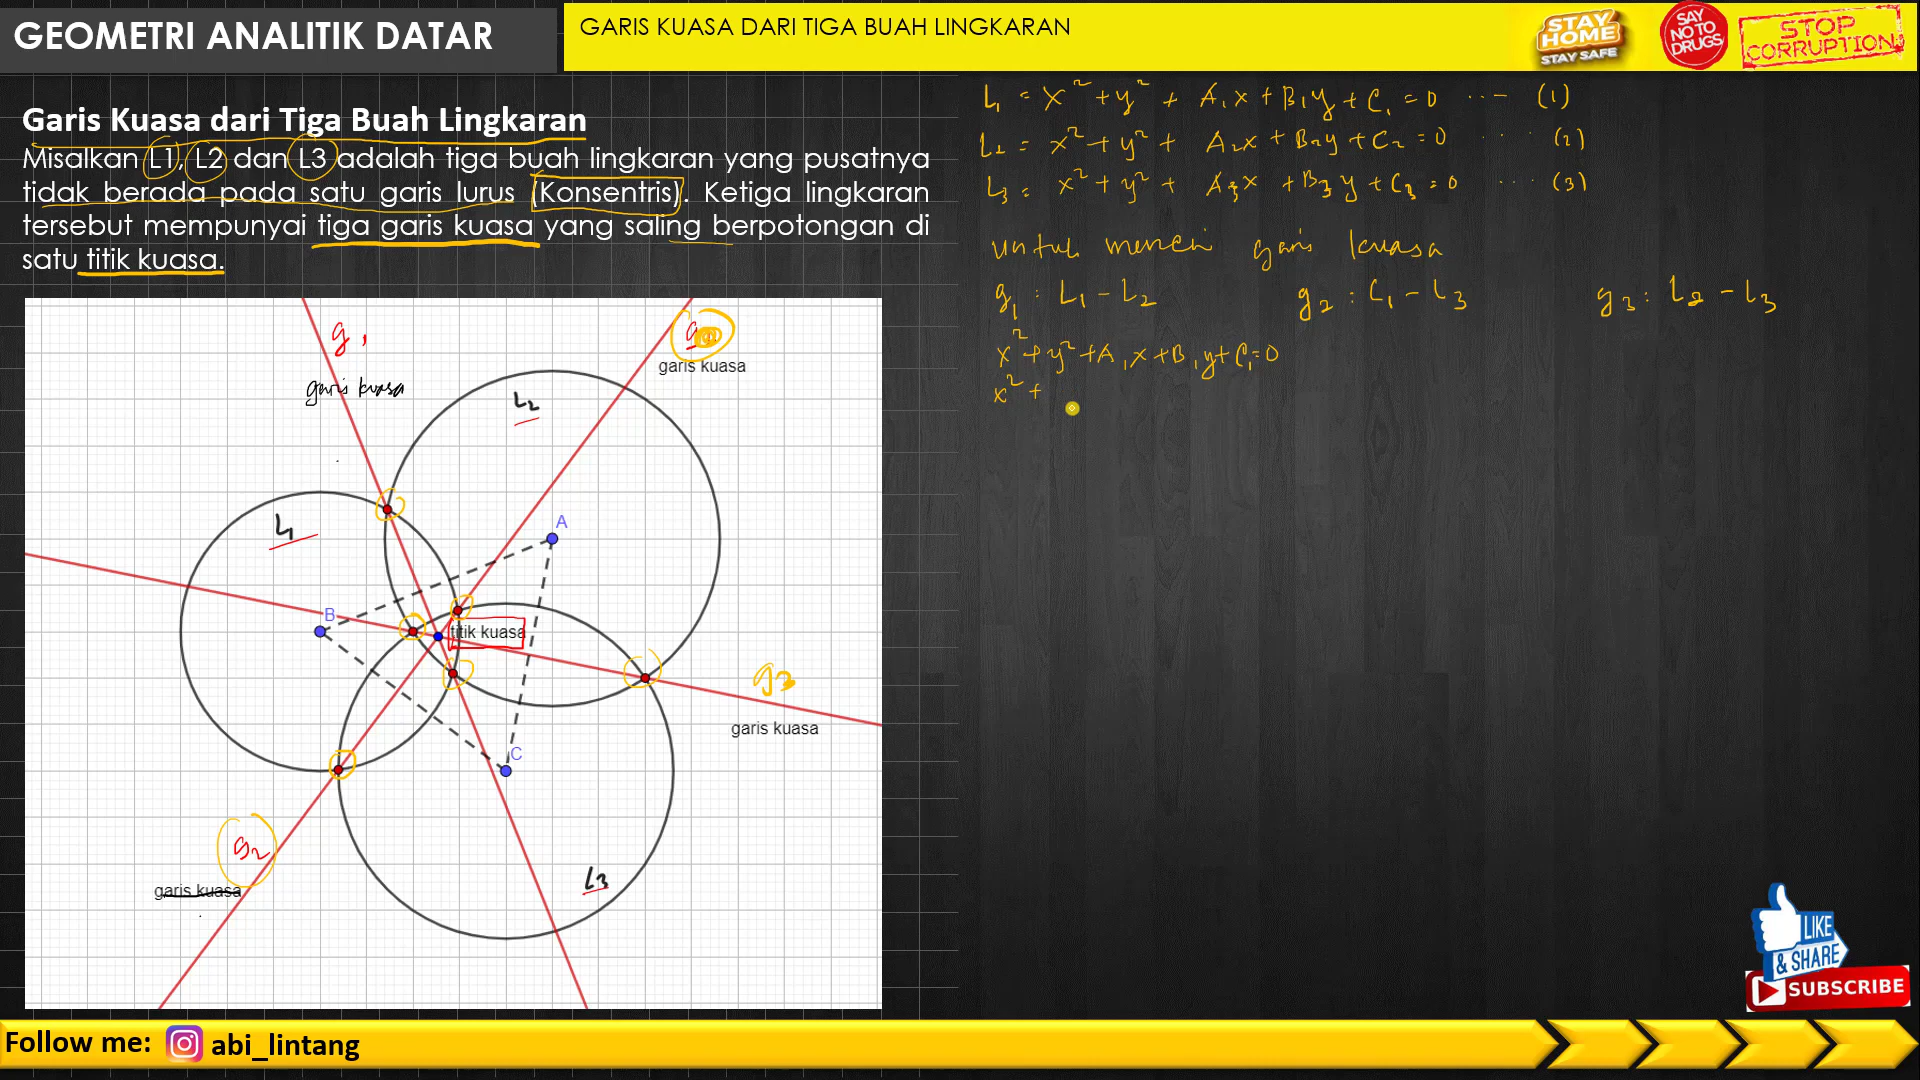 GEOMETRI ANALITIK DATAR
GARIS KUASA DARI TIGA BUAH LINGKARAN
STAY
HOME
STAY SAFE
SAY
NO TO
DRUGS
STOP
CORRUPTION
Garis Kuasa dari Tiga Buah Lingkaran
Misalkan L1, L2 dan L3 adalah tiga buah lingkaran yang pusatnya
tidak berada pada satu garis lurus (Konsentris). Ketiga lingkaran
tersebut mempunyai tiga garis kuasa yang saling berpotongan di
satu titik kuasa.
g1
garis kuasa
garis kuasa
L2
L1
A
B
titik kuasa
g3
garis kuasa
C
g2
garis kuasa
L3
L₁ = x² + y² + A₁x + B₁y + C₁ = 0 ... (1)
L₂ = x² + y² + A₂x + B₂y + C₂ = 0 ... (2)
L₃ = x² + y² + A₃x + B₃y + C₃ = 0 ... (3)
untuk mencari garis kuasa
g₁ : L₁ - L₂ g₂ : L₁ - L₃ g₃ : L₂ - L₃
x² + y² + A₁x + B₁y + C₁ = 0
x² +
LIKE
& SHARE
SUBSCRIBE
Follow me: abi_lintang